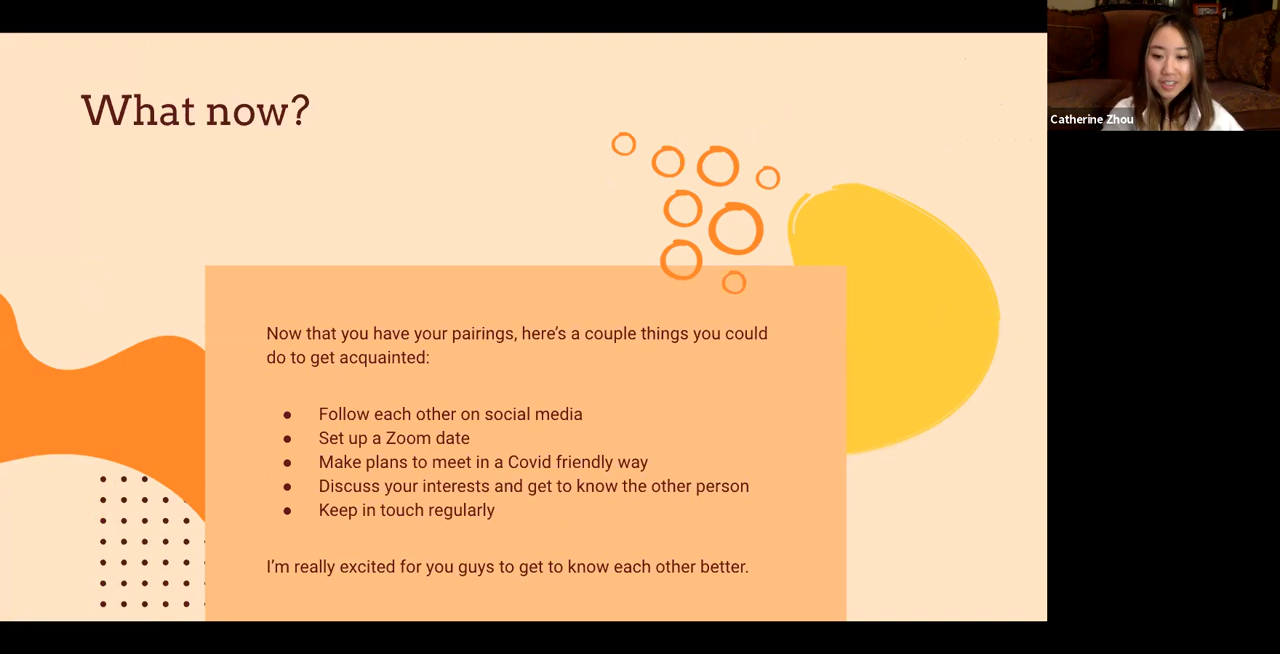 What now?
Catherine Zhou
Now that you have your pairings, here's a couple things you could
do to get acquainted:
● Follow each other on social media
● Set up a Zoom date
● Make plans to meet in a Covid friendly way
● Discuss your interests and get to know the other person
● Keep in touch regularly
I'm really excited for you guys to get to know each other better.